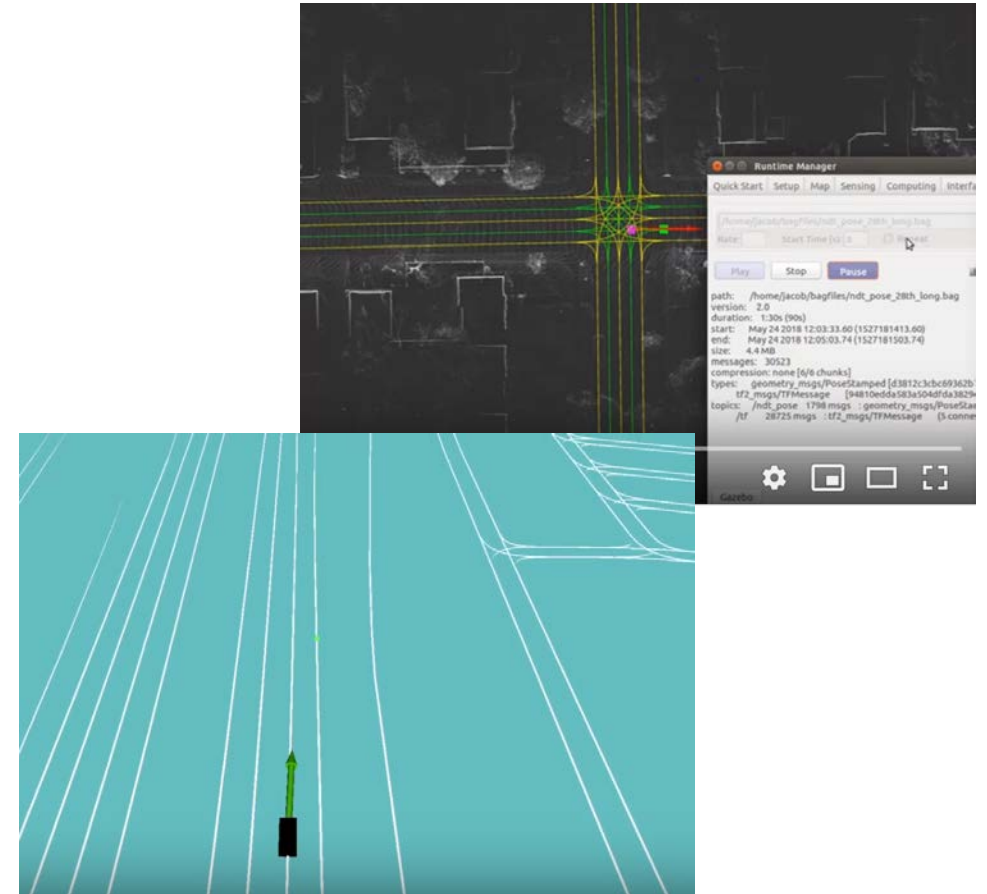 Runtime Manager
Quick Start Setup Map Sensing Computing Interfa
/home/jacob/bagfiles/ndt_pose_28th_long.bag
Rate: Start Time (s): 0 Repeat
Play Stop Pause
path: /home/jacob/bagfiles/ndt_pose_28th_long.bag
version: 2.0
duration: 1:30s (90s)
start: May 24 2018 12:03:33.60 (1527181413.60)
end: May 24 2018 12:05:03.74 (1527181503.74)
size: 4.4 MB
messages: 30523
compression: none [6/6 chunks]
types: geometry_msgs/PoseStamped [d3812c3cbc69362b
tf2_msgs/TFMessage [94810edda583a504dfda3829
topics: /ndt_pose 1798 msgs : geometry_msgs/PoseStam
/tf 28725 msgs : tf2_msgs/TFMessage (5 conne
Gazebo